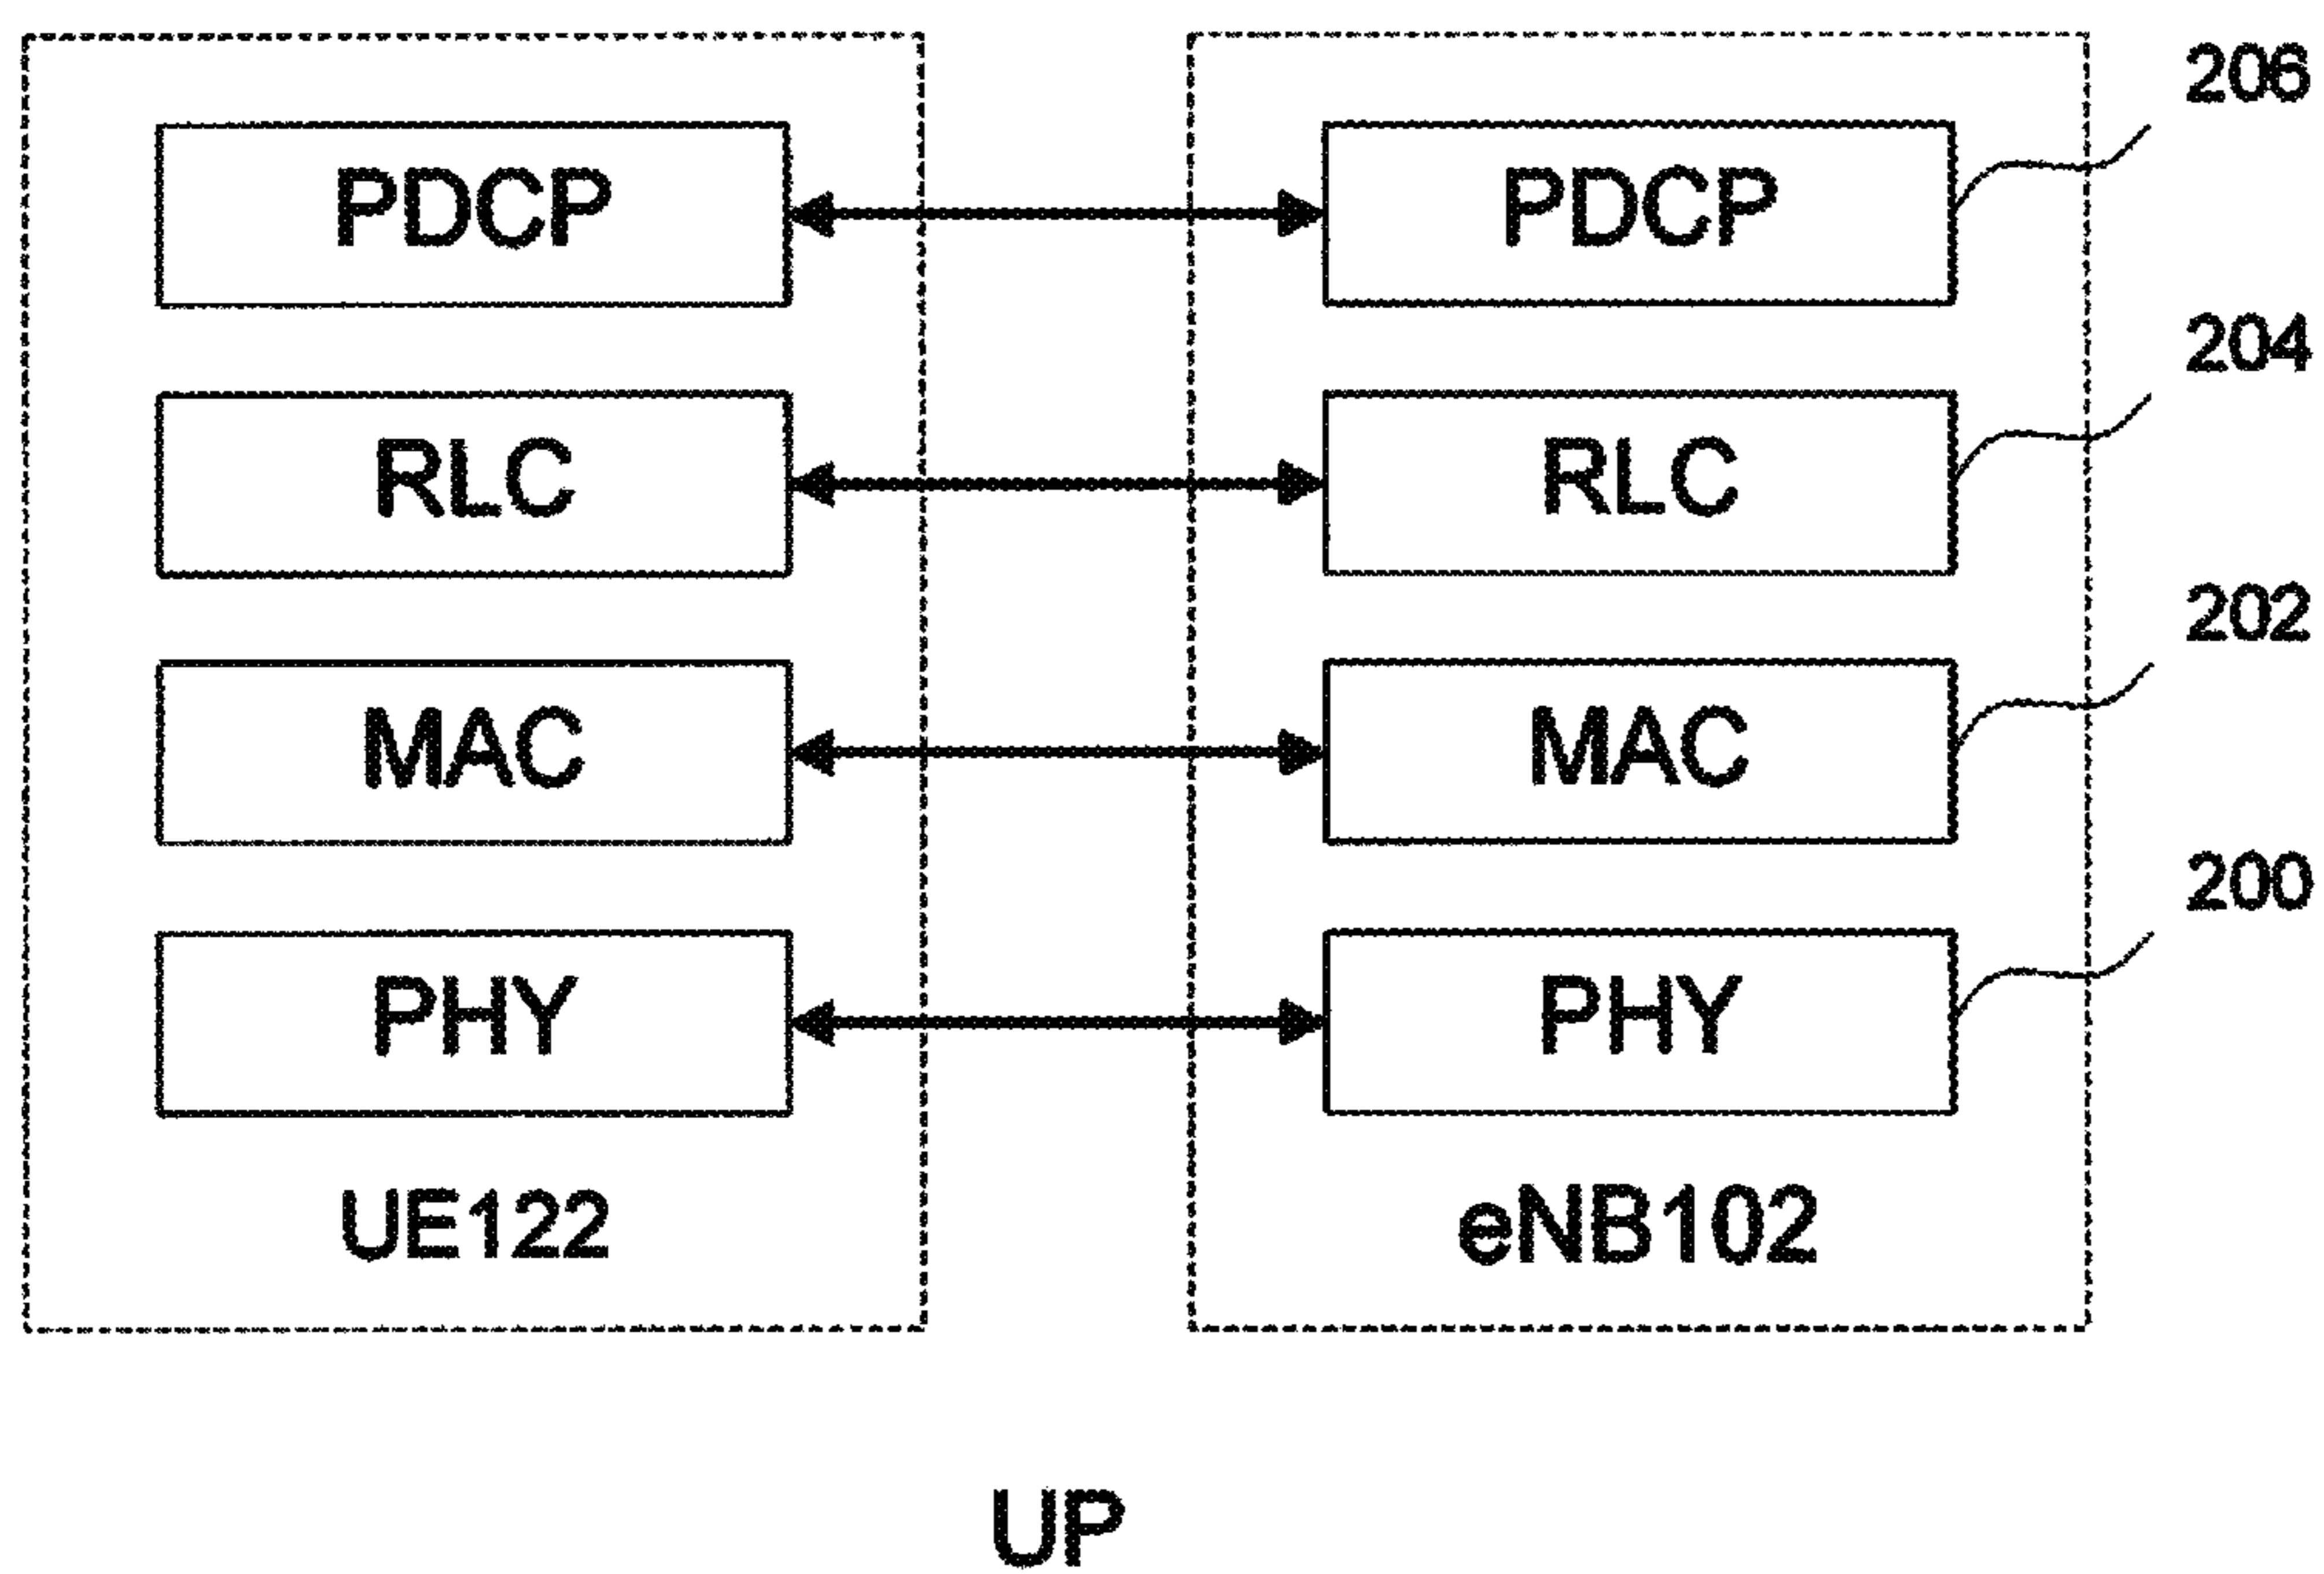 206
PDCP PDCP
204
RLC RLC
202
MAC MAC
200
PHY PHY
UE122 eNB102
UP